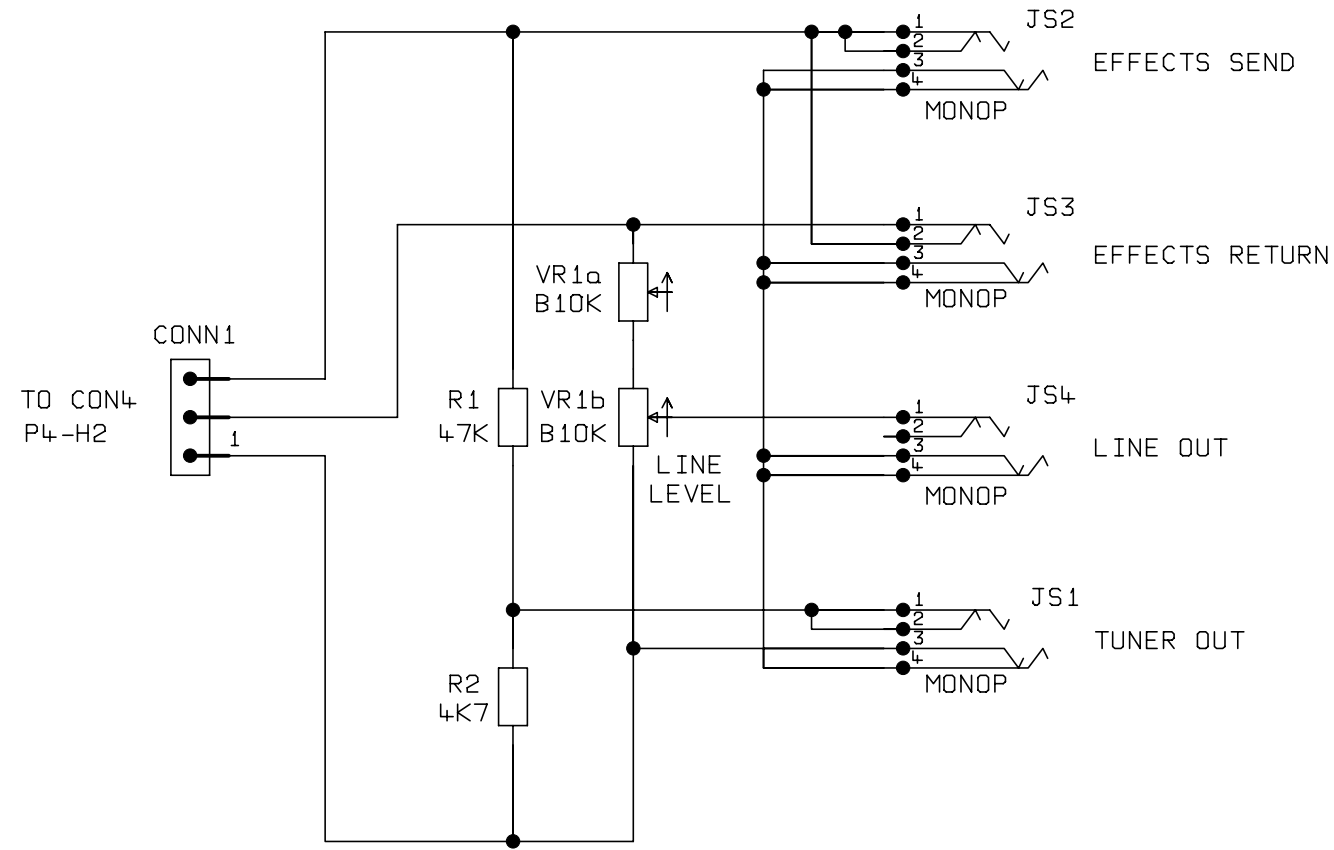 JS2
1
2
3
4
EFFECTS SEND
MONOP
JS3
1
2
3
4
EFFECTS RETURN
MONOP
VR1a
B10K
CONN1
TO CON4
P4-H2
1
R1
47K
VR1b
B10K
LINE
LEVEL
JS4
1
2
3
4
LINE OUT
MONOP
JS1
1
2
3
4
TUNER OUT
MONOP
R2
4K7